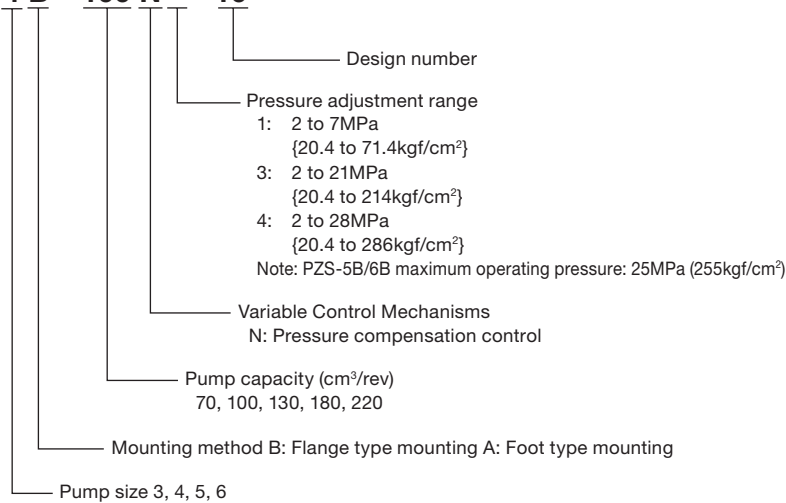 Design number
Pressure adjustment range
1: 2 to 7MPa
{20.4 to 71.4kgf/cm²}
3: 2 to 21MPa
{20.4 to 214kgf/cm²}
4: 2 to 28MPa
{20.4 to 286kgf/cm²}
Note: PZS-5B/6B maximum operating pressure: 25MPa (255kgf/cm²)
Variable Control Mechanisms
N: Pressure compensation control
Pump capacity (cm³/rev)
70, 100, 130, 180, 220
Mounting method B: Flange type mounting A: Foot type mounting
Pump size 3, 4, 5, 6